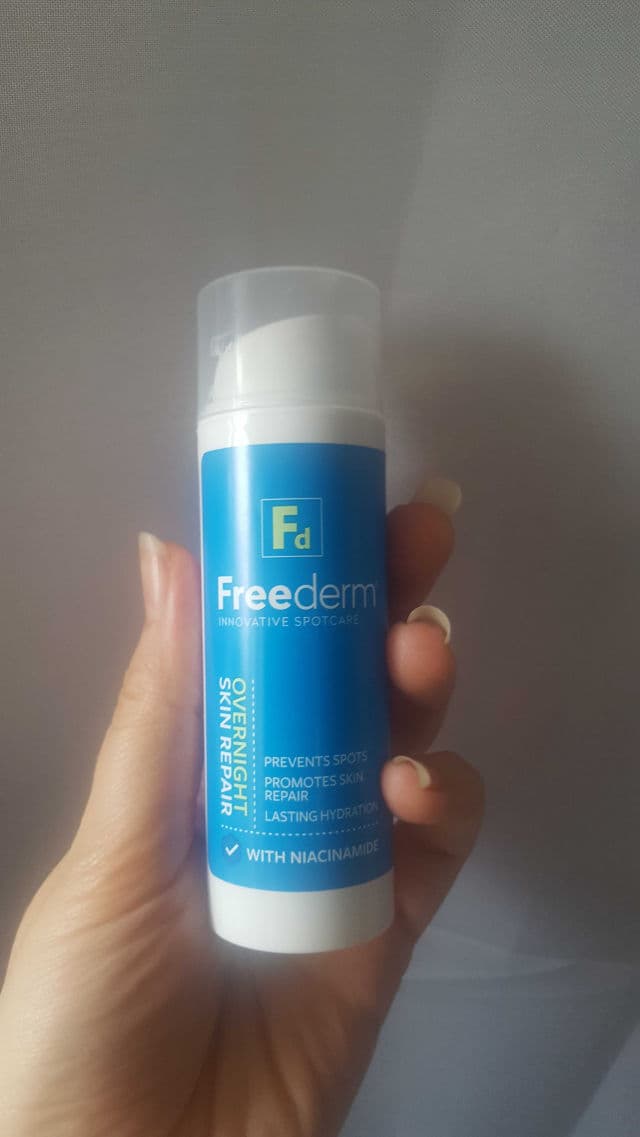 Fd
Freederm
INNOVATIVE SPOTCARE
OVERNIGHT
SKIN REPAIR
PREVENTS SPOTS
PROMOTES SKIN
REPAIR
LASTING HYDRATION
WITH NIACINAMIDE